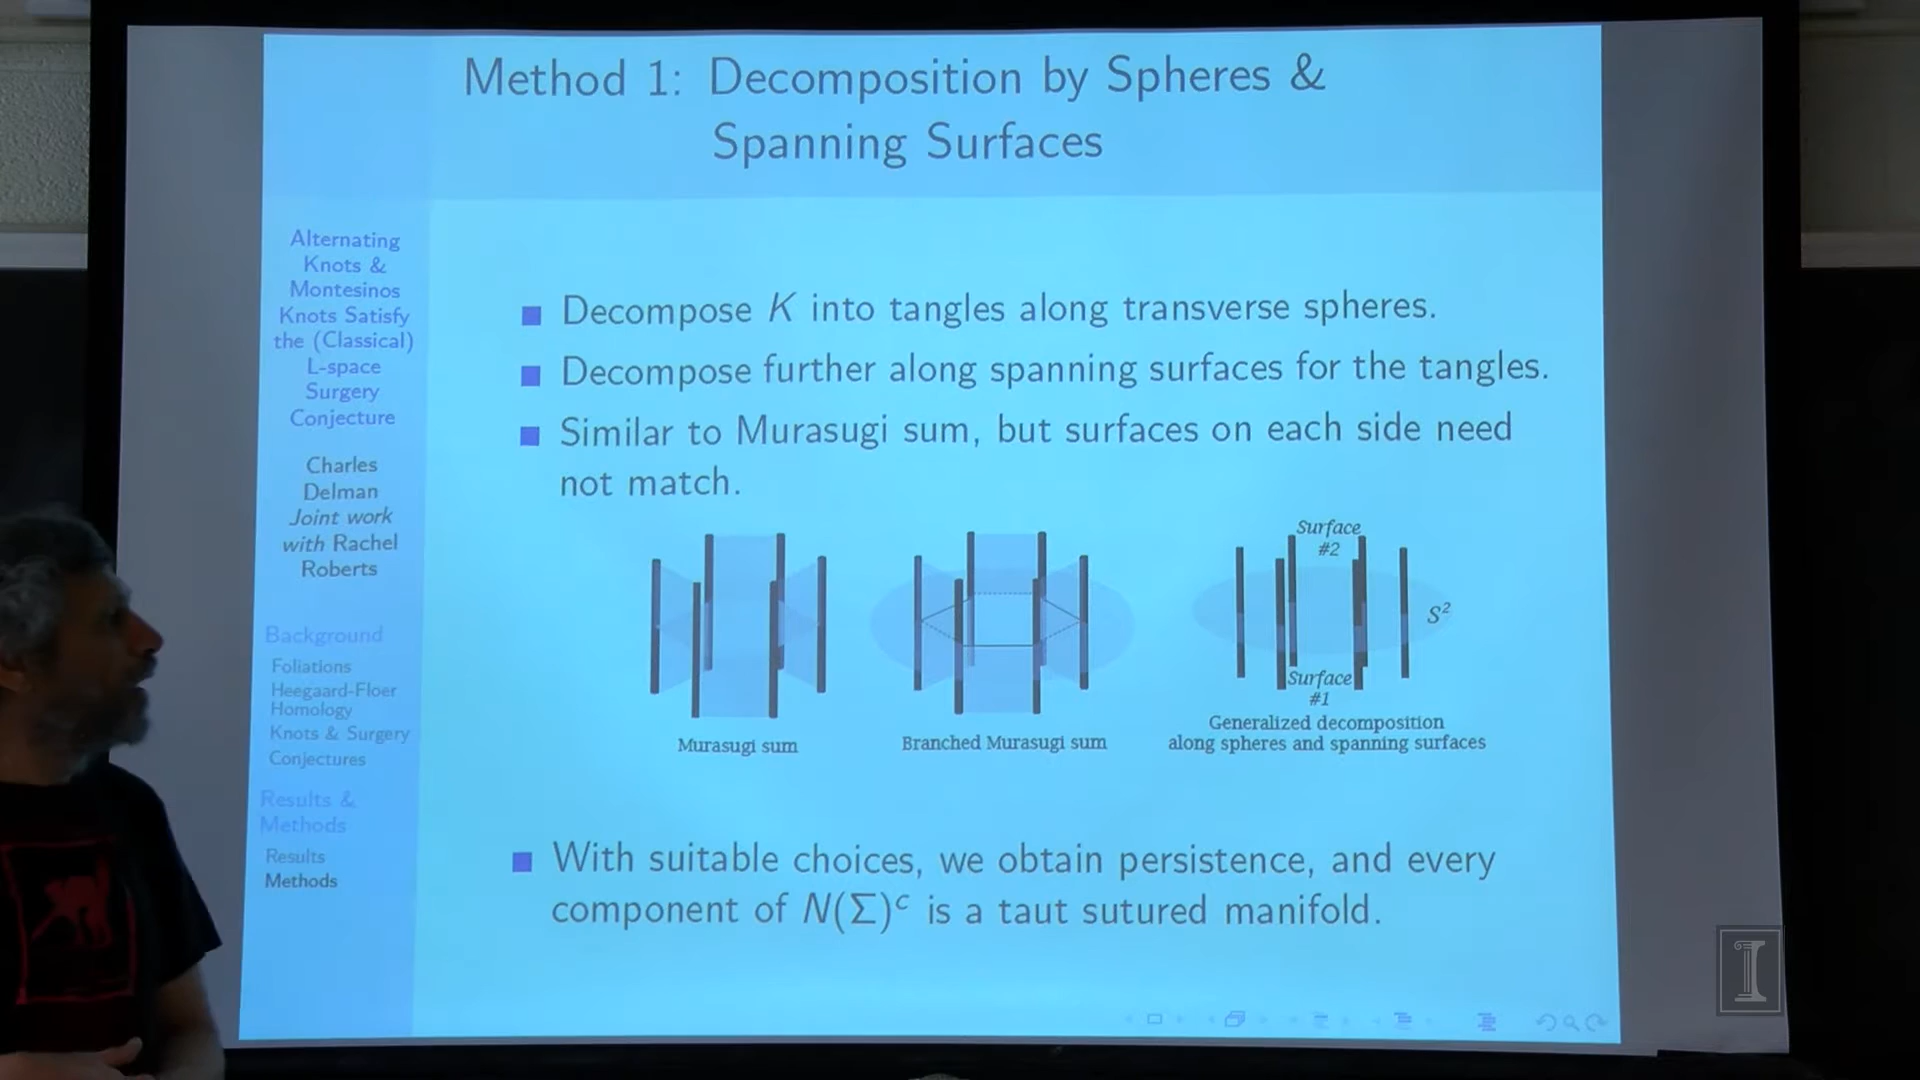 Method 1: Decomposition by Spheres &
Spanning Surfaces
Alternating
Knots &
Montesinos
Knots Satisfy
the (Classical)
L-space
Surgery
Conjecture
Charles
Delman
Joint work
with Rachel
Roberts
Background
Foliations
Heegaard-Floer
Homology
Knots & Surgery
Conjectures
Results &
Methods
Results
Methods
■ Decompose K into tangles along transverse spheres.
■ Decompose further along spanning surfaces for the tangles.
■ Similar to Murasugi sum, but surfaces on each side need
not match.
Murasugi sum
Branched Murasugi sum
Surface
#2
S²
Surface
#1
Generalized decomposition
along spheres and spanning surfaces
■ With suitable choices, we obtain persistence, and every
component of N(Σ)ᶜ is a taut sutured manifold.
I